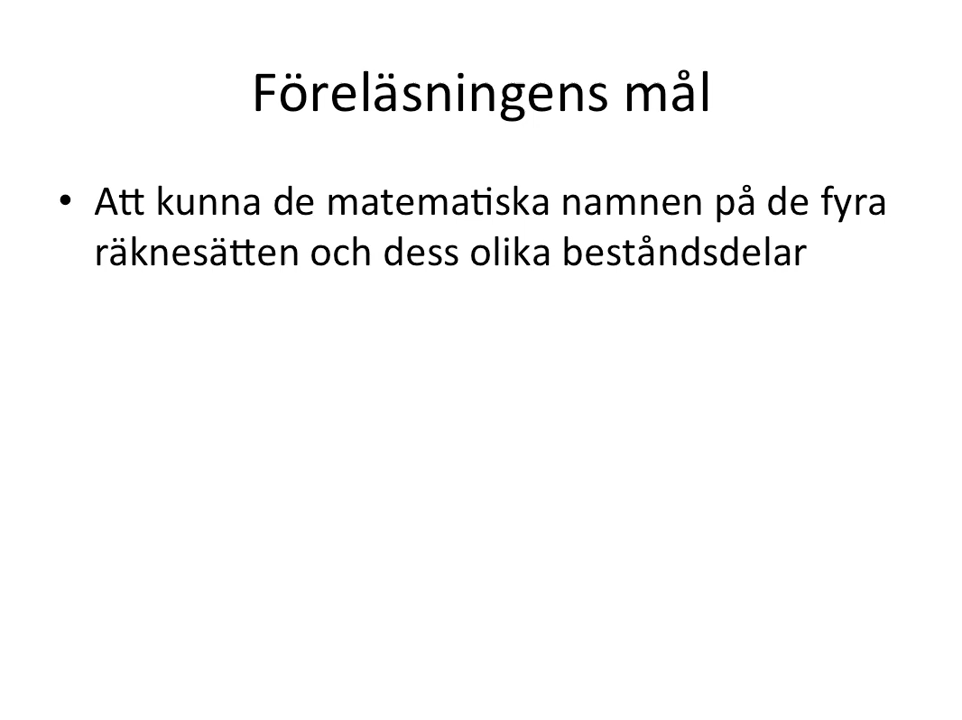 Föreläsningens mål
• Att kunna de matematiska namnen på de fyra
räknesätten och dess olika beståndsdelar